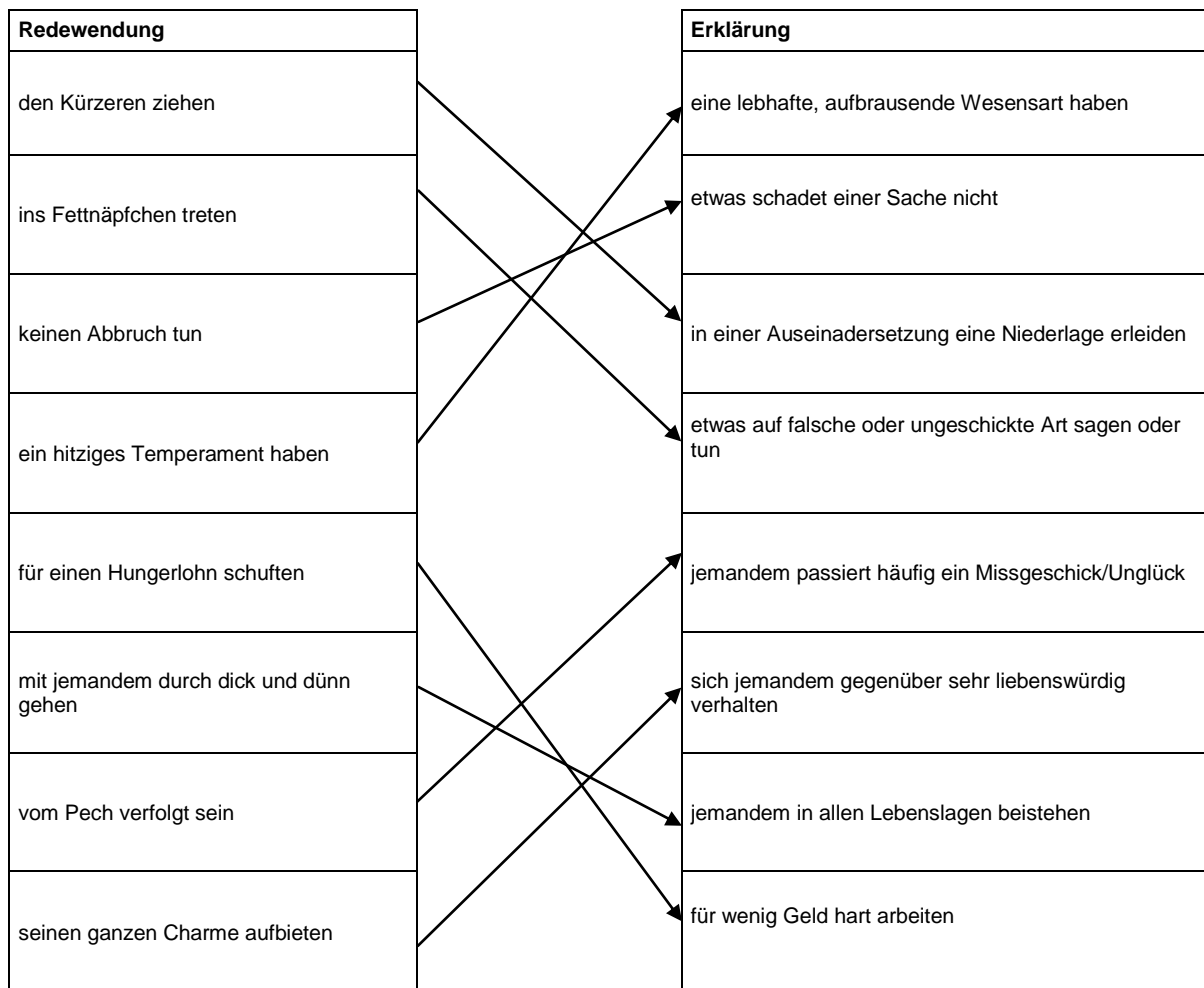 Redewendung
Erklärung
den Kürzeren ziehen
eine lebhafte, aufbrausende Wesensart haben
ins Fettnäpfchen treten
etwas schadet einer Sache nicht
keinen Abbruch tun
in einer Auseinadersetzung eine Niederlage erleiden
ein hitziges Temperament haben
etwas auf falsche oder ungeschickte Art sagen oder
tun
für einen Hungerlohn schuften
jemandem passiert häufig ein Missgeschick/Unglück
mit jemandem durch dick und dünn
gehen
sich jemandem gegenüber sehr liebenswürdig
verhalten
vom Pech verfolgt sein
jemandem in allen Lebenslagen beistehen
seinen ganzen Charme aufbieten
für wenig Geld hart arbeiten